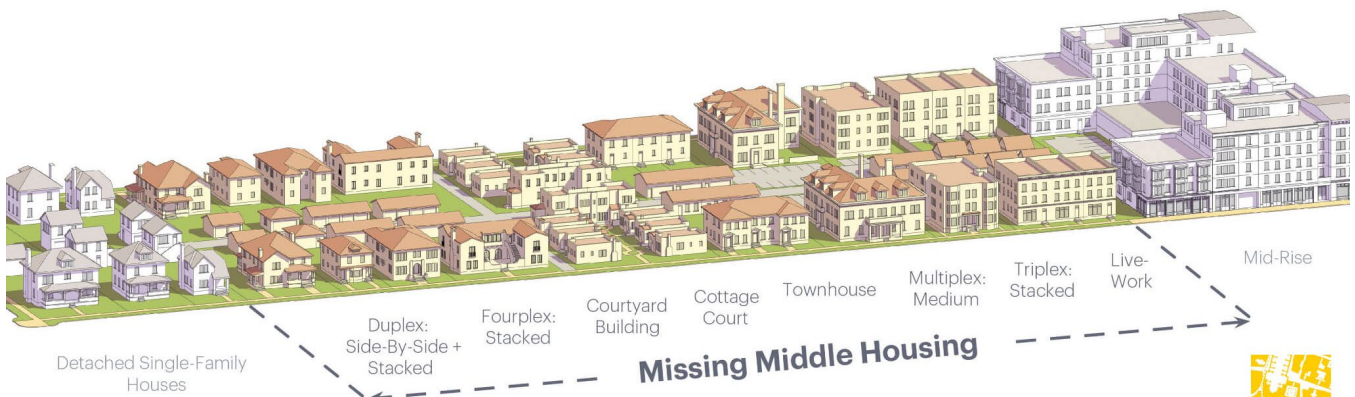 Detached Single-Family
Houses
Duplex:
Side-By-Side +
Stacked
Fourplex:
Stacked
Courtyard
Building
Cottage
Court
Townhouse
Multiplex:
Medium
Triplex:
Stacked
Live-
Work
Mid-Rise
Missing Middle Housing